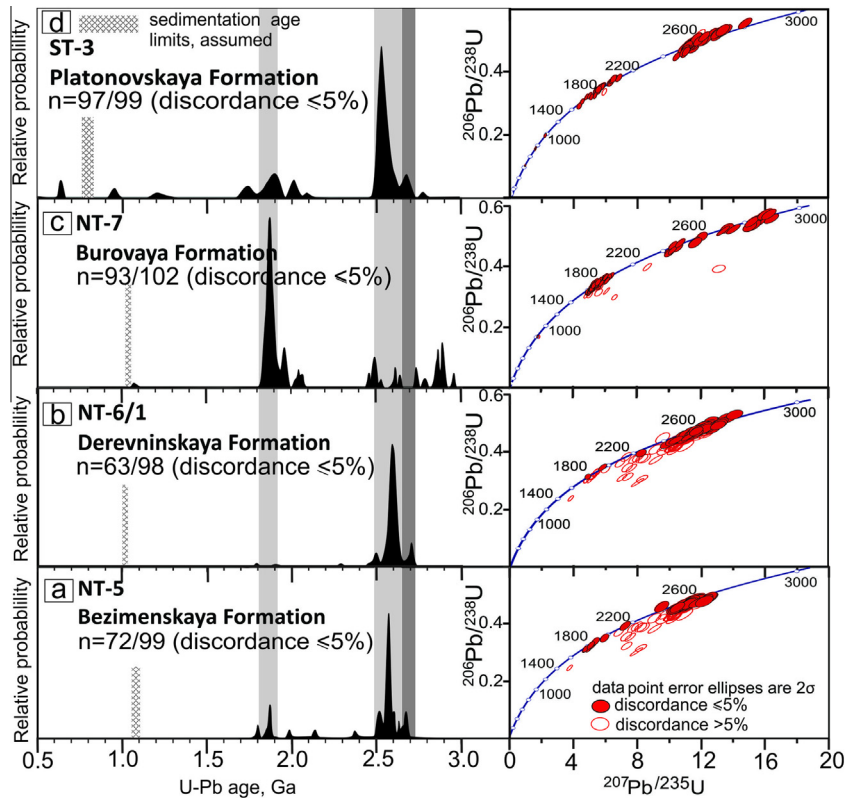 d
sedimentation age
limits, assumed
ST-3
Platonovskaya Formation
n=97/99 (discordance ⩽5%)
Relative probability
206Pb/238U
0.4
0.2
1000
1400
1800
2200
2600
3000
c NT-7
Burovaya Formation
n=93/102 (discordance ⩽5%)
Relative probability
206Pb/238U
0.6
0.4
0.2
1000
1400
1800
2200
2600
3000
b NT-6/1
Derevninskaya Formation
n=63/98 (discordance ⩽5%)
Relative probability
206Pb/238U
0.6
0.4
0.2
0
1000
1400
1800
2200
2600
3000
a NT-5
Bezimenskaya Formation
n=72/99 (discordance ⩽5%)
Relative probability
206Pb/238U
0.4
0.2
1000
1400
1800
2200
2600
3000
data point error ellipses are 2σ
discordance ≤5%
discordance >5%
0.5 1.0 1.5 2.0 2.5 3.0
U-Pb age, Ga
0 4 8 12 16 20
207Pb/235U